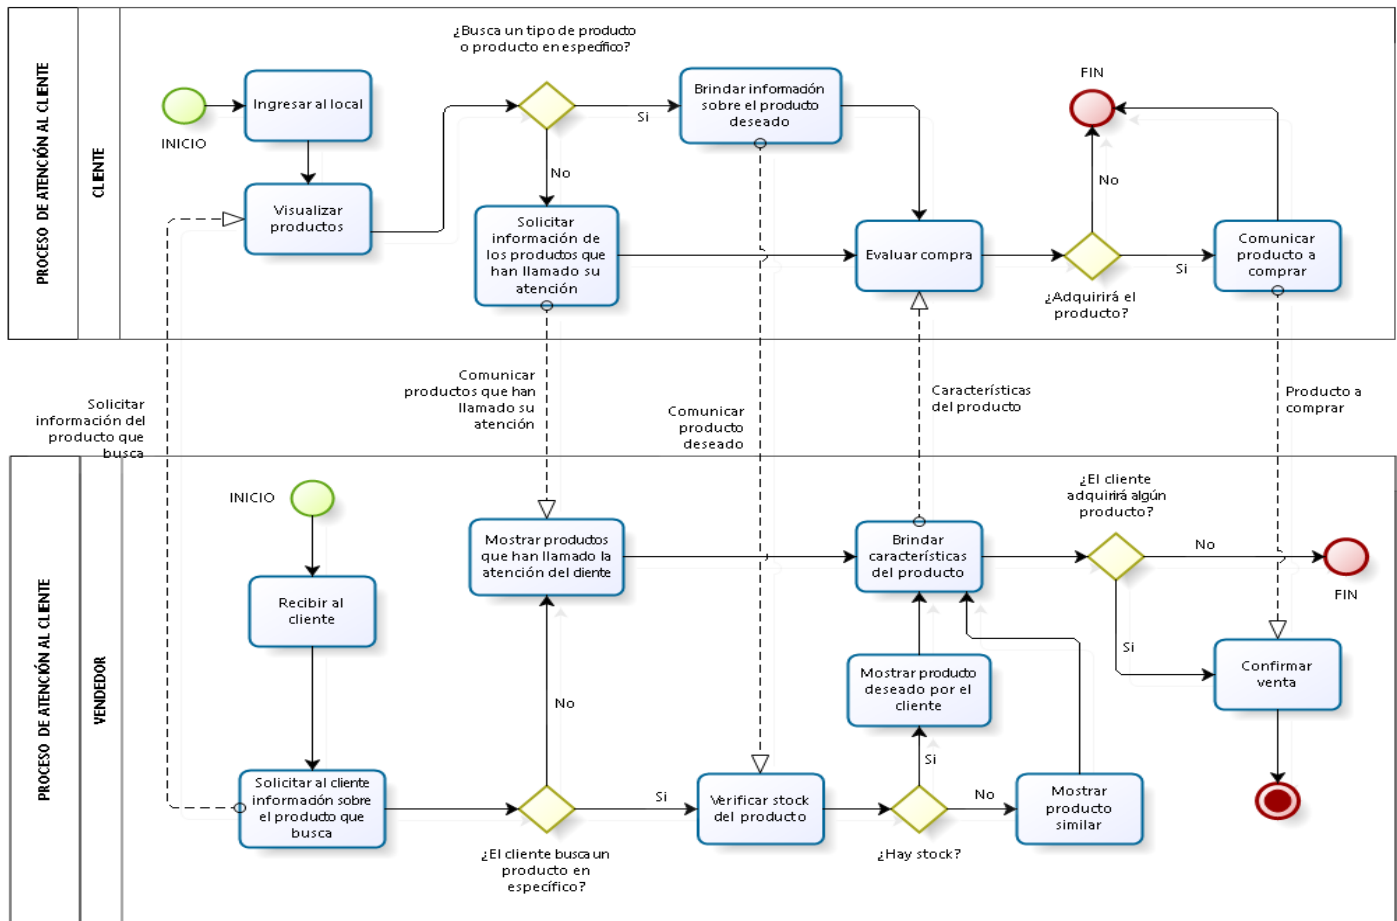 PROCESO DE ATENCIÓN AL CLIENTE
CLIENTE
INICIO
Ingresar al local
Visualizar
productos
¿Busca un tipo de producto
o producto en específico?
Si
No
Brindar información
sobre el producto
deseado
Solicitar
información de
los productos que
han llamado su
atención
Evaluar compra
FIN
No
Si
¿Adquirirá el
producto?
Comunicar
producto a
comprar
Solicitar
información del
producto que
busca
Comunicar
productos que han
llamado su
atención
Comunicar
producto
deseado
Características
del producto
Producto a
comprar
PROCESO DE ATENCIÓN AL CLIENTE
VENDEDOR
INICIO
Recibir al
cliente
Solicitar al cliente
información sobre
el producto que
busca
¿El cliente busca un
producto en
específico?
No
Si
Mostrar productos
que han llamado la
atención del cliente
Verificar stock
del producto
¿Hay stock?
Si
No
Mostrar producto
deseado por el
cliente
Mostrar
producto
similar
Brindar
características
del producto
¿El cliente
adquirirá algún
producto?
No
Si
FIN
Confirmar
venta